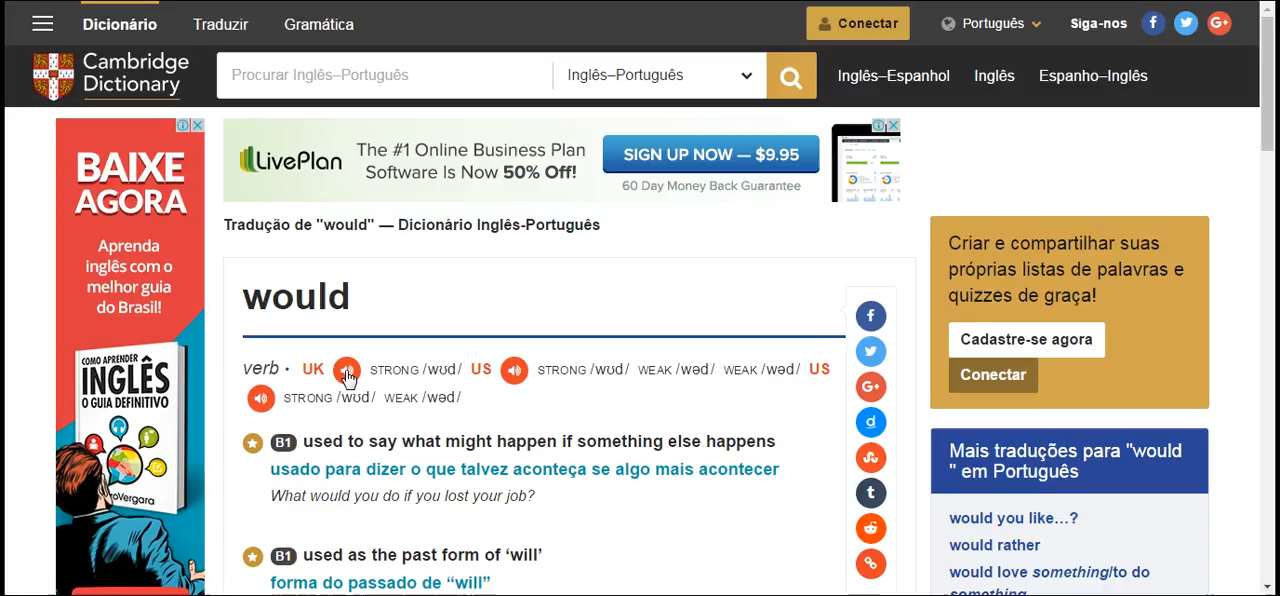 Dicionário Traduzir Gramática Conectar Português Siga-nos
Cambridge
Dictionary
Procurar Inglês–Português Inglês–Português Inglês–Espanhol Inglês Espanho–Inglês
BAIXE
AGORA
Aprenda
inglês com o
melhor guia
do Brasil!
COMO APRENDER
INGLÊS
O GUIA DEFINITIVO
LivePlan
The #1 Online Business Plan
Software Is Now 50% Off!
SIGN UP NOW — $9.95
60 Day Money Back Guarantee
Tradução de "would" — Dicionário Inglês-Português
would
verb · UK STRONG /wʊd/ US STRONG /wʊd/ WEAK /wəd/ WEAK /wəd/ US
STRONG /wʊd/ WEAK /wəd/
B1 used to say what might happen if something else happens
usado para dizer o que talvez aconteça se algo mais acontecer
What would you do if you lost your job?
B1 used as the past form of ‘will’
forma do passado de “will”
Criar e compartilhar suas
próprias listas de palavras e
quizzes de graça!
Cadastre-se agora
Conectar
Mais traduções para "would
" em Português
would you like…?
would rather
would love something/to do
something